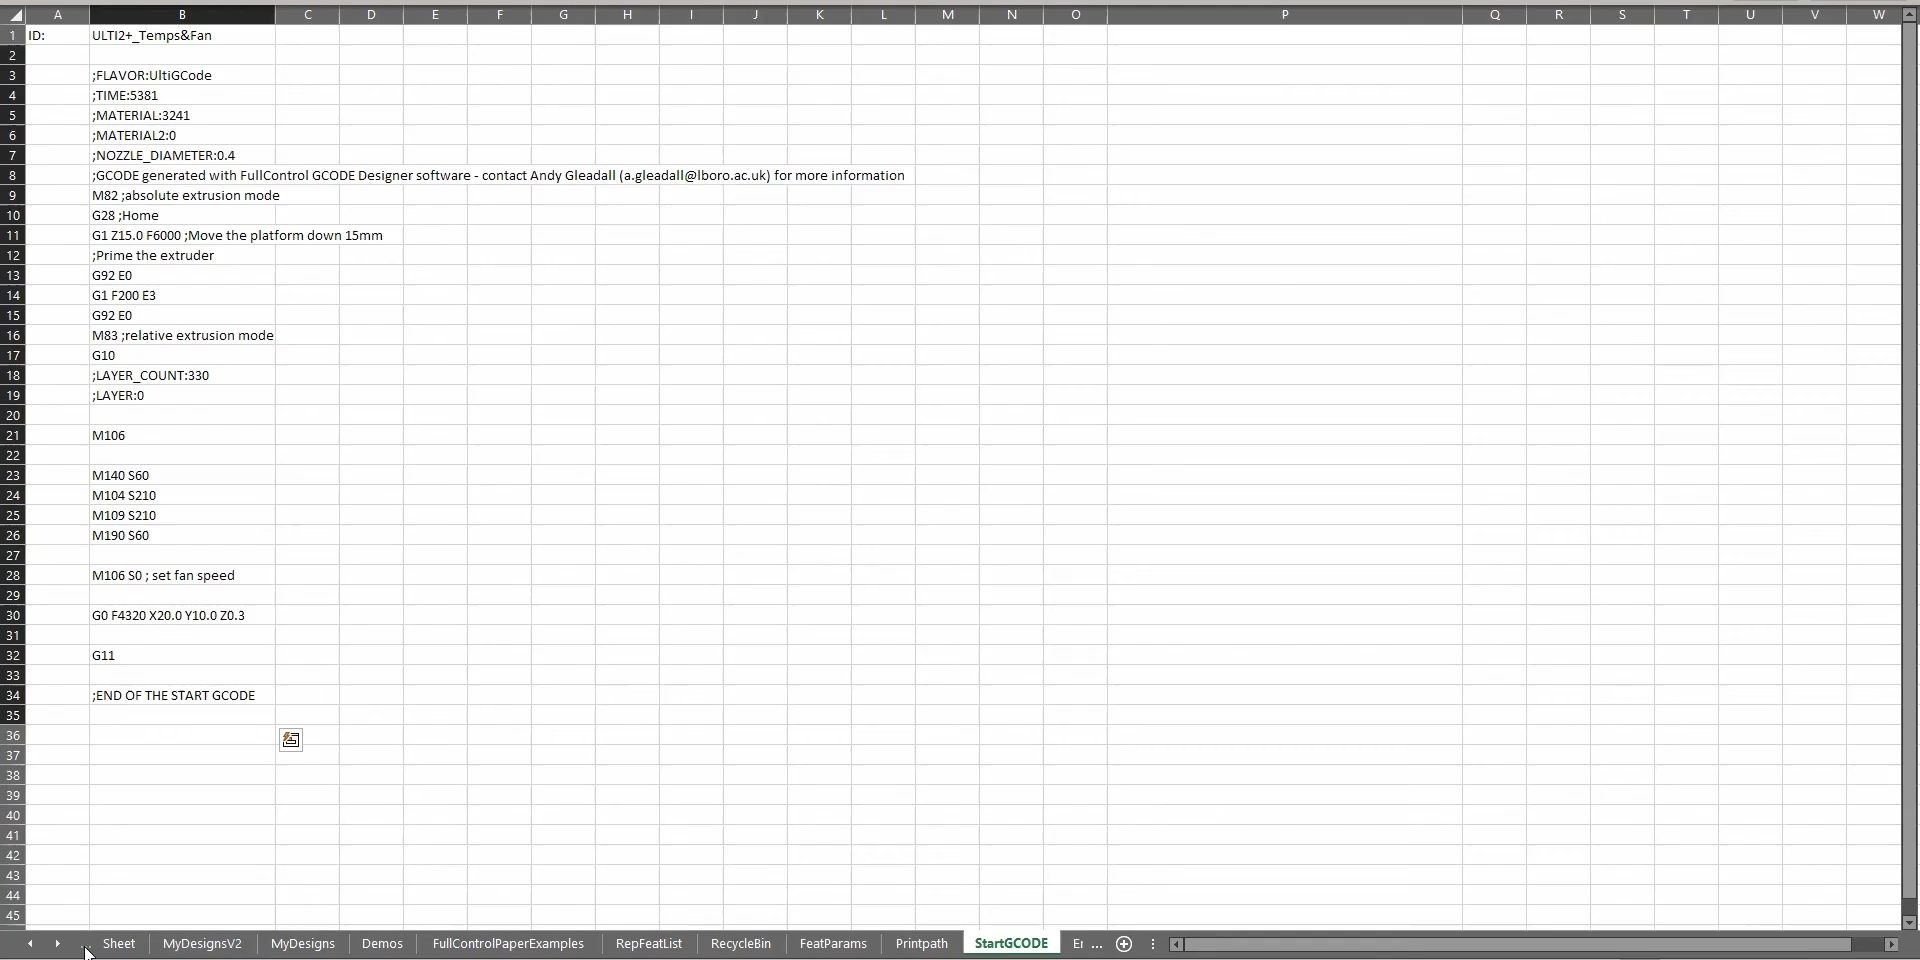 A B C D E F G H I J K L M N O P Q R S T U V W
1 ID: ULTI2+_Temps&Fan
2
3 ;FLAVOR:UltiGCode
4 ;TIME:5381
5 ;MATERIAL:3241
6 ;MATERIAL2:0
7 ;NOZZLE_DIAMETER:0.4
8 ;GCODE generated with FullControl GCODE Designer software - contact Andy Gleadall (a.gleadall@lboro.ac.uk) for more information
9 M82 ;absolute extrusion mode
10 G28 ;Home
11 G1 Z15.0 F6000 ;Move the platform down 15mm
12 ;Prime the extruder
13 G92 E0
14 G1 F200 E3
15 G92 E0
16 M83 ;relative extrusion mode
17 G10
18 ;LAYER_COUNT:330
19 ;LAYER:0
20
21 M106
22
23 M140 S60
24 M104 S210
25 M109 S210
26 M190 S60
27
28 M106 S0 ; set fan speed
29
30 G0 F4320 X20.0 Y10.0 Z0.3
31
32 G11
33
34 ;END OF THE START GCODE
35
36
37
38
39
40
41
42
43
44
45
... Sheet MyDesignsV2 MyDesigns Demos FullControlPaperExamples RepFeatList RecycleBin FeatParams Printpath StartGCODE Er ...